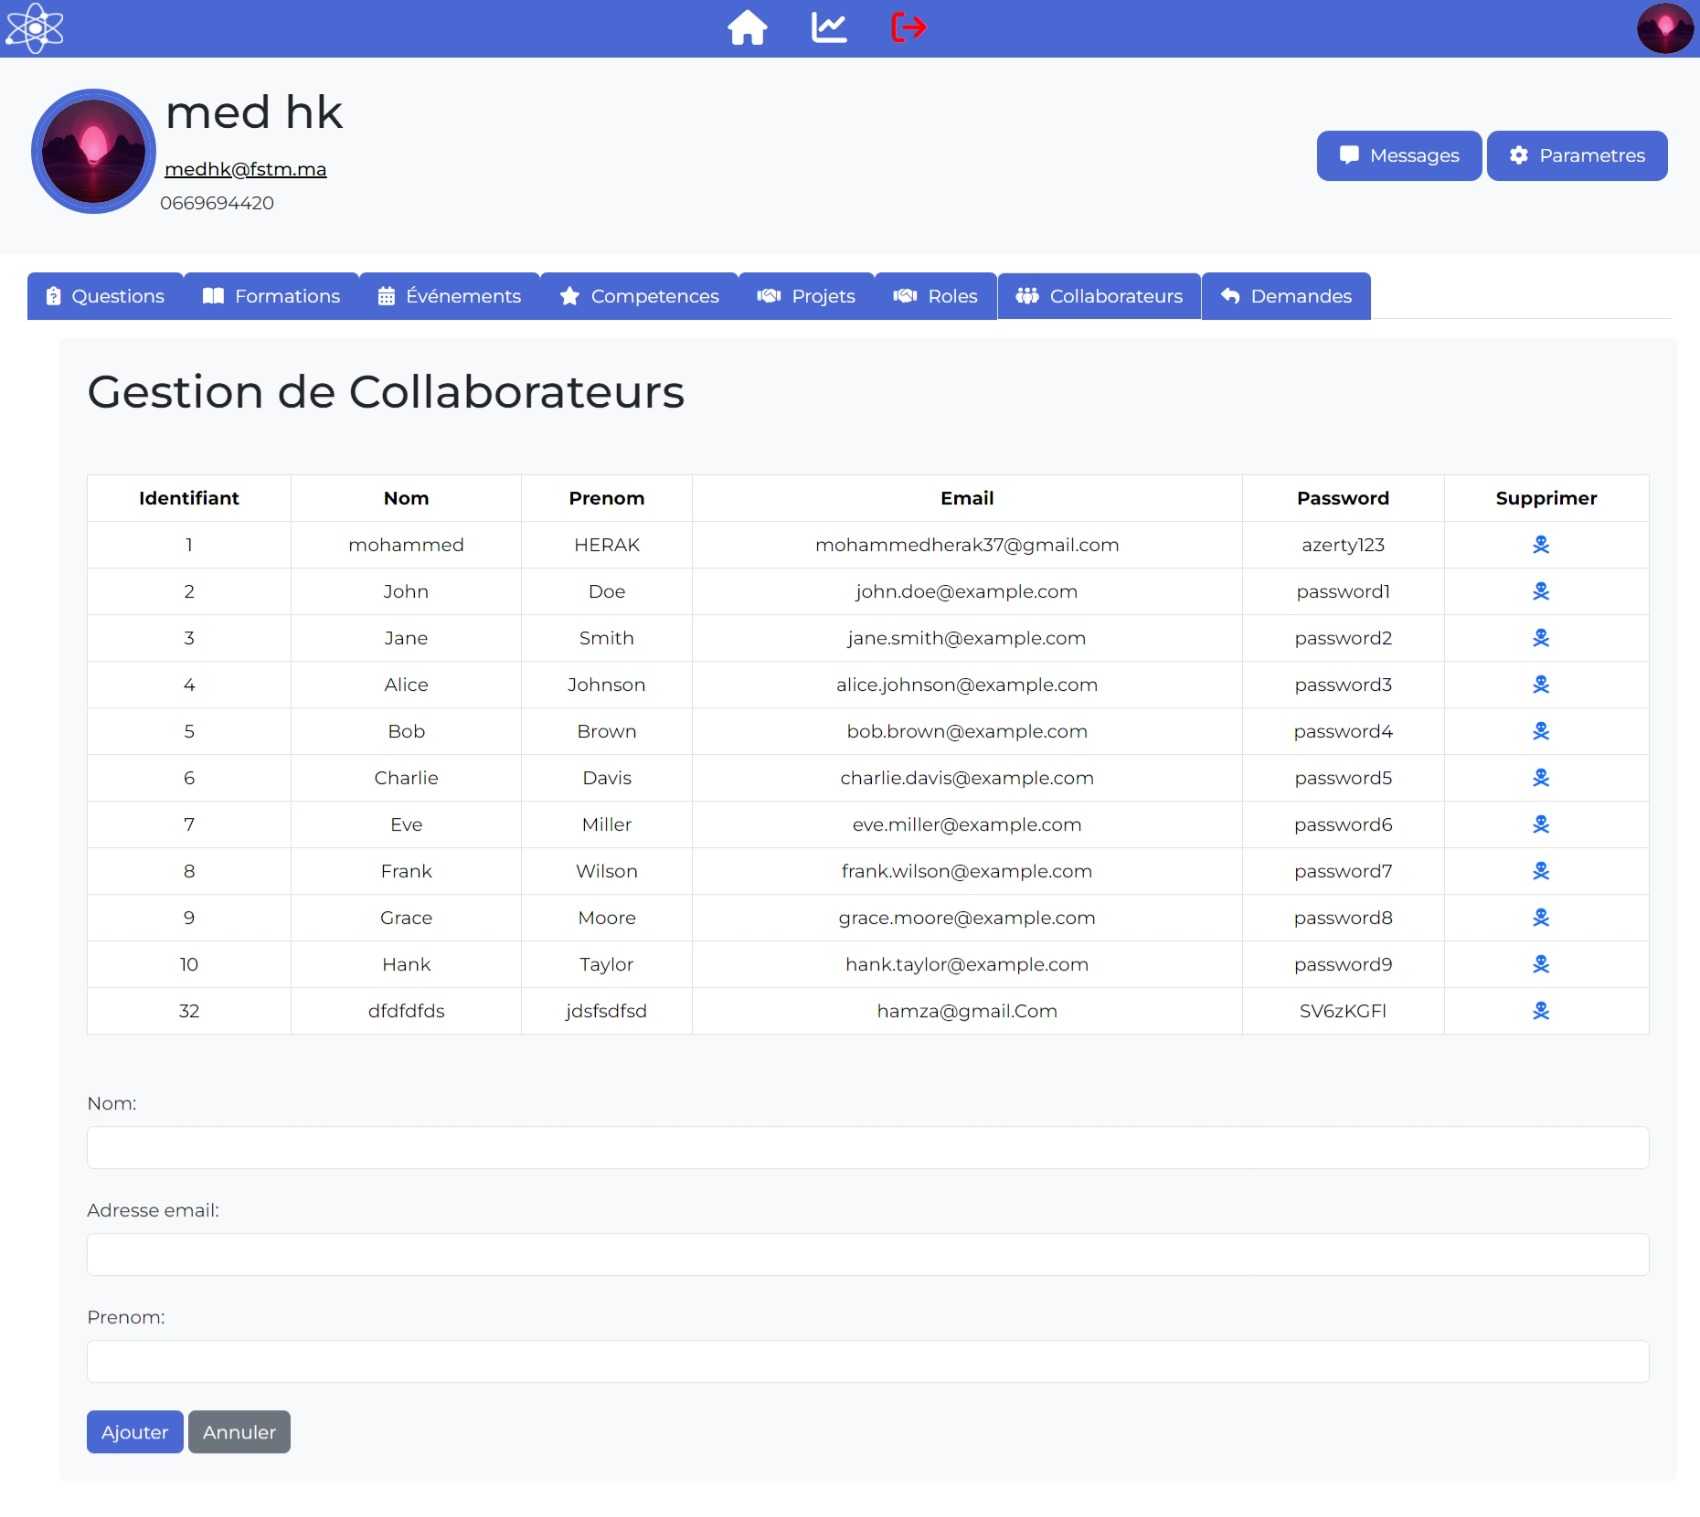 med hk
medhk@fstm.ma
0669694420
Messages Parametres
Questions Formations Événements Competences Projets Roles Collaborateurs Demandes
Gestion de Collaborateurs
Identifiant Nom Prenom Email Password Supprimer
1 mohammed HERAK mohammedherak37@gmail.com azerty123
2 John Doe john.doe@example.com password1
3 Jane Smith jane.smith@example.com password2
4 Alice Johnson alice.johnson@example.com password3
5 Bob Brown bob.brown@example.com password4
6 Charlie Davis charlie.davis@example.com password5
7 Eve Miller eve.miller@example.com password6
8 Frank Wilson frank.wilson@example.com password7
9 Grace Moore grace.moore@example.com password8
10 Hank Taylor hank.taylor@example.com password9
32 dfdfdfds jdsfsdfsd hamza@gmail.Com SV6zKGFl
Nom:
Adresse email:
Prenom:
Ajouter Annuler